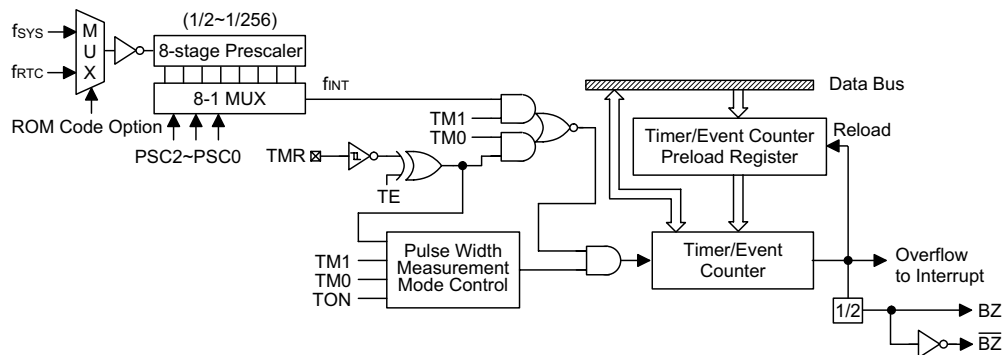 fSYS
fRTC
M
U
X
ROM Code Option
(1/2~1/256)
8-stage Prescaler
8-1 MUX
PSC2~PSC0
fINT
TM1
TM0
TMR
TE
TM1
TM0
TON
Pulse Width
Measurement
Mode Control
Data Bus
Timer/Event Counter
Preload Register
Reload
Timer/Event
Counter
Overflow
to Interrupt
1/2
BZ
B̅Z̅